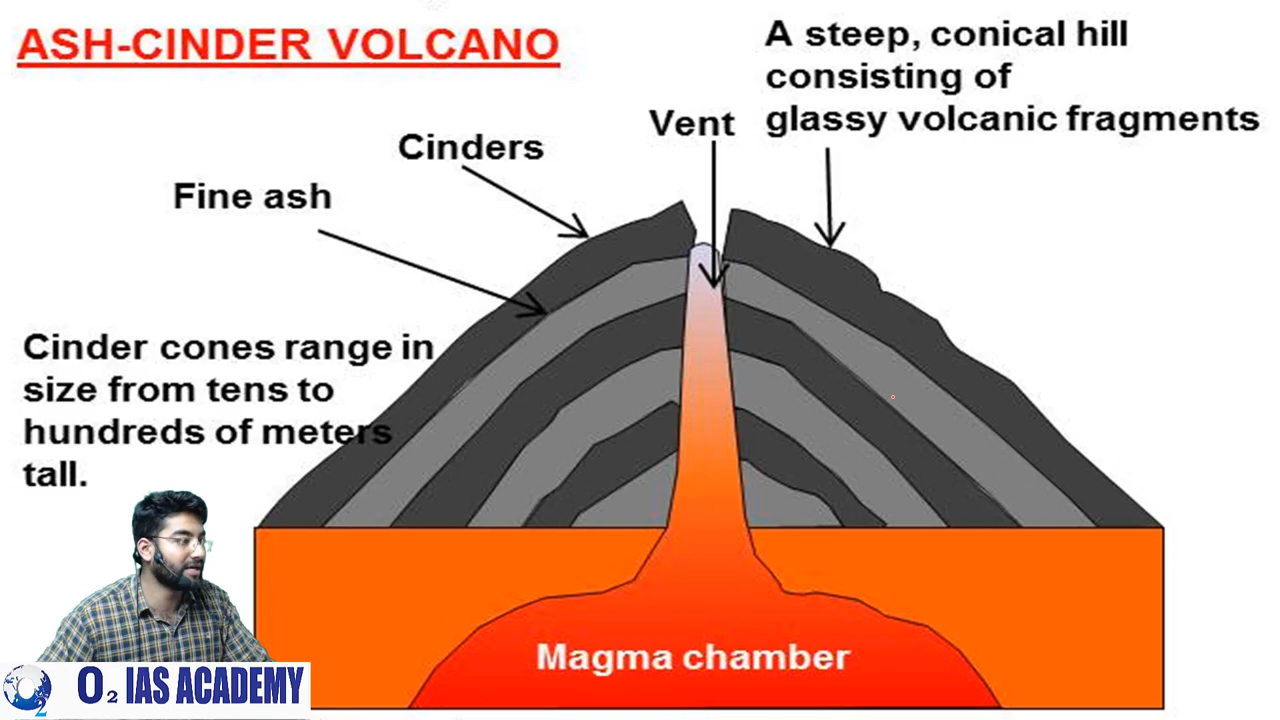 ASH-CINDER VOLCANO
A steep, conical hill
consisting of
glassy volcanic fragments
Vent
Cinders
Fine ash
Cinder cones range in
size from tens to
hundreds of meters
tall.
Magma chamber
O2 IAS ACADEMY
2